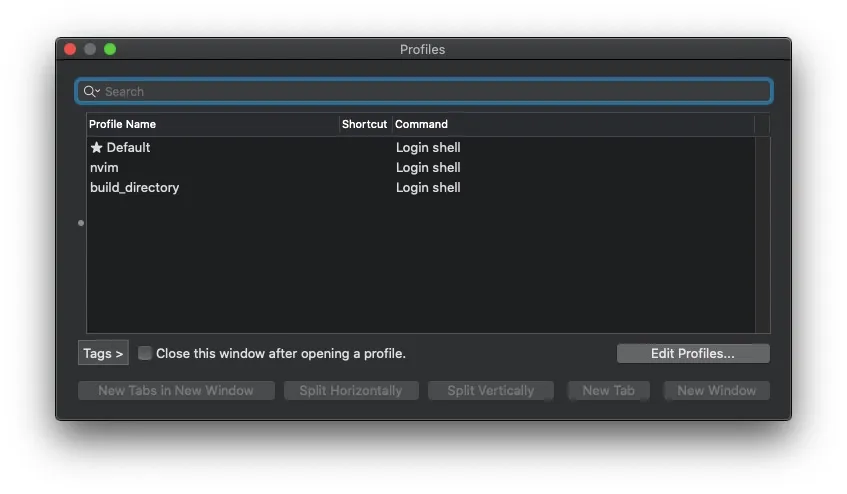 Profiles
Search
Profile Name Shortcut Command
Default Login shell
nvim Login shell
build_directory Login shell
Tags > Close this window after opening a profile. Edit Profiles...
New Tabs in New Window Split Horizontally Split Vertically New Tab New Window